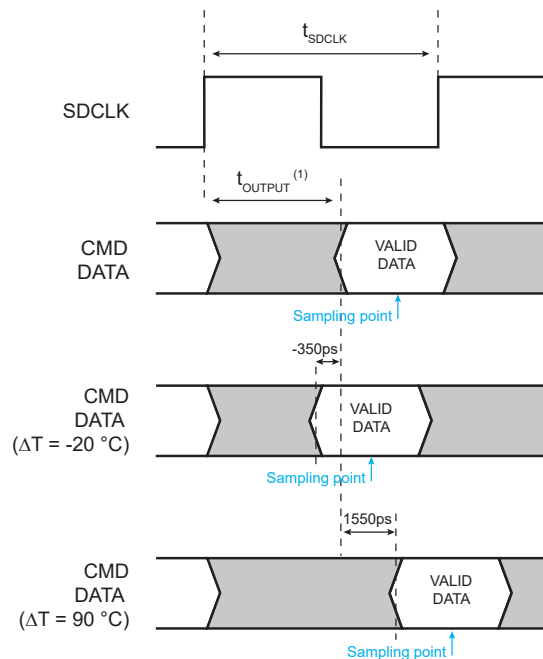 tSDCLK
SDCLK
tOUTPUT (1)
CMD
DATA
VALID
DATA
Sampling point
-350ps
CMD
DATA
(ΔT = -20 °C)
VALID
DATA
Sampling point
1550ps
CMD
DATA
(ΔT = 90 °C)
VALID
DATA
Sampling point